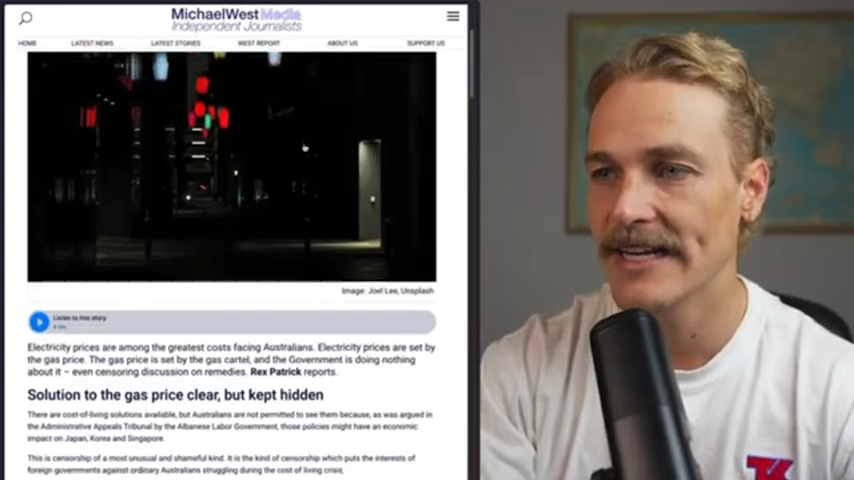 MichaelWest Media
Independent Journalists
HOME LATEST NEWS LATEST STORIES WEST REPORT ABOUT US SUPPORT US
Image: Joel Lee, Unsplash
Listen to this story
Electricity prices are among the greatest costs facing Australians. Electricity prices are set by
the gas price. The gas price is set by the gas cartel, and the Government is doing nothing
about it – even censoring discussion on remedies. Rex Patrick reports.
Solution to the gas price clear, but kept hidden
There are cost-of-living solutions available, but Australians are not permitted to see them because, as was argued in
the Administrative Appeals Tribunal by the Albanese Labor Government, those policies might have an economic
impact on Japan, Korea and Singapore.
This is censorship of a most unusual and shameful kind. It is the kind of censorship which puts the interests of
foreign governments against ordinary Australians struggling during the cost of living crisis,